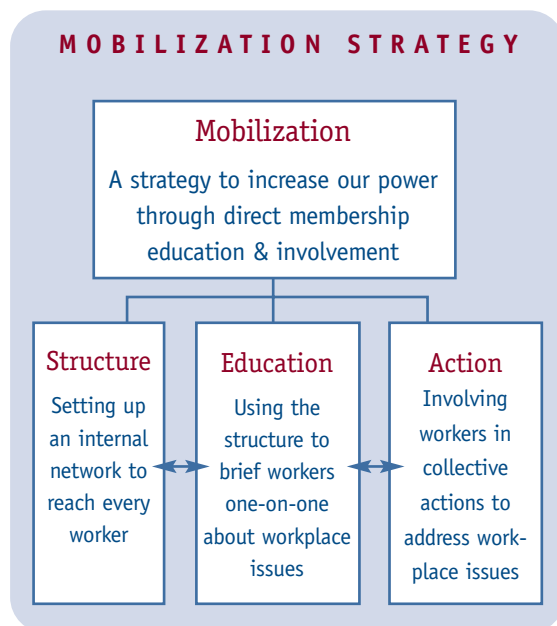 MOBILIZATION STRATEGY
Mobilization
A strategy to increase our power
through direct membership
education & involvement
Structure
Setting up
an internal
network to
reach every
worker
Education
Using the
structure to
brief workers
one-on-one
about workplace
issues
Action
Involving
workers in
collective
actions to
address work-
place issues